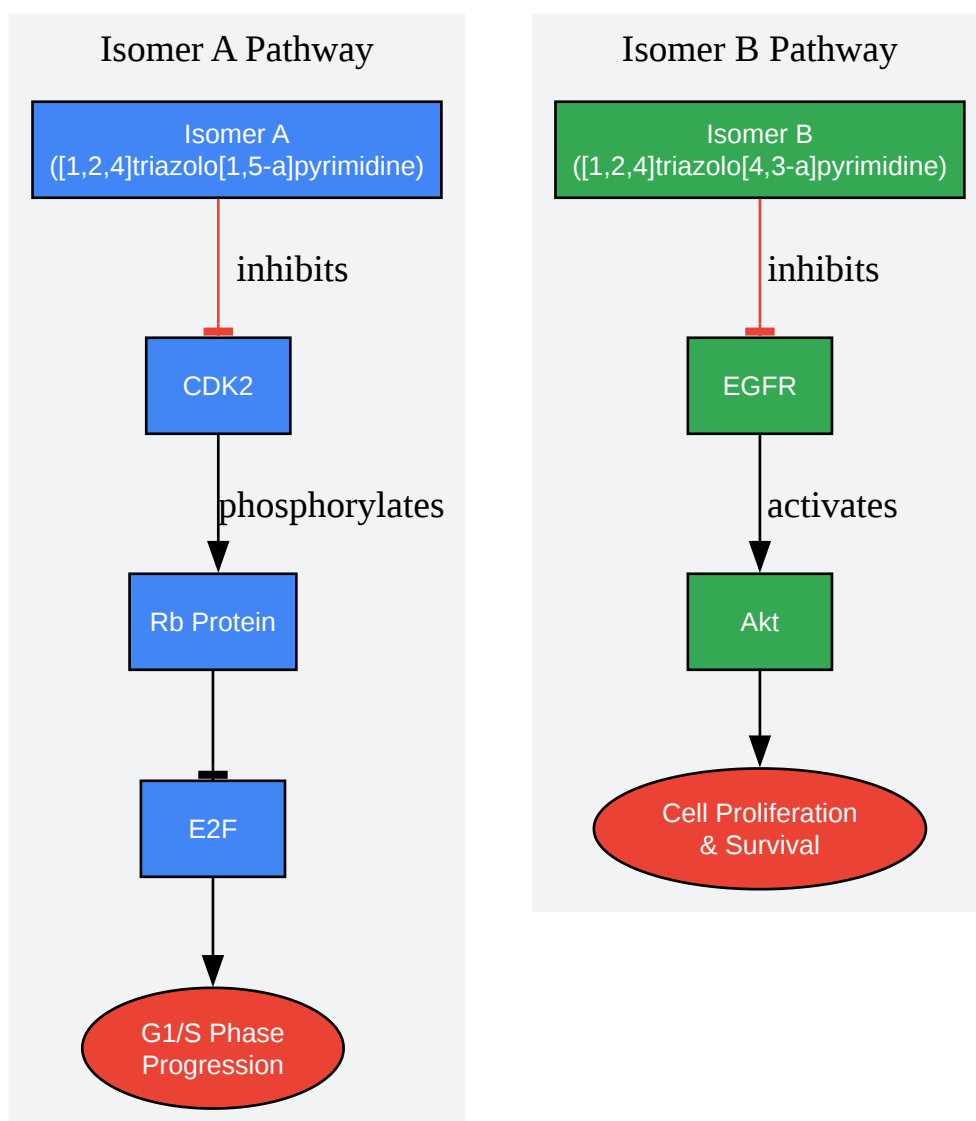 Isomer A Pathway
Isomer A
([1,2,4]triazolo[1,5-a]pyrimidine)
inhibits
CDK2
phosphorylates
Rb Protein
E2F
G1/S Phase
Progression
Isomer B Pathway
Isomer B
([1,2,4]triazolo[4,3-a]pyrimidine)
inhibits
EGFR
activates
Akt
Cell Proliferation
& Survival